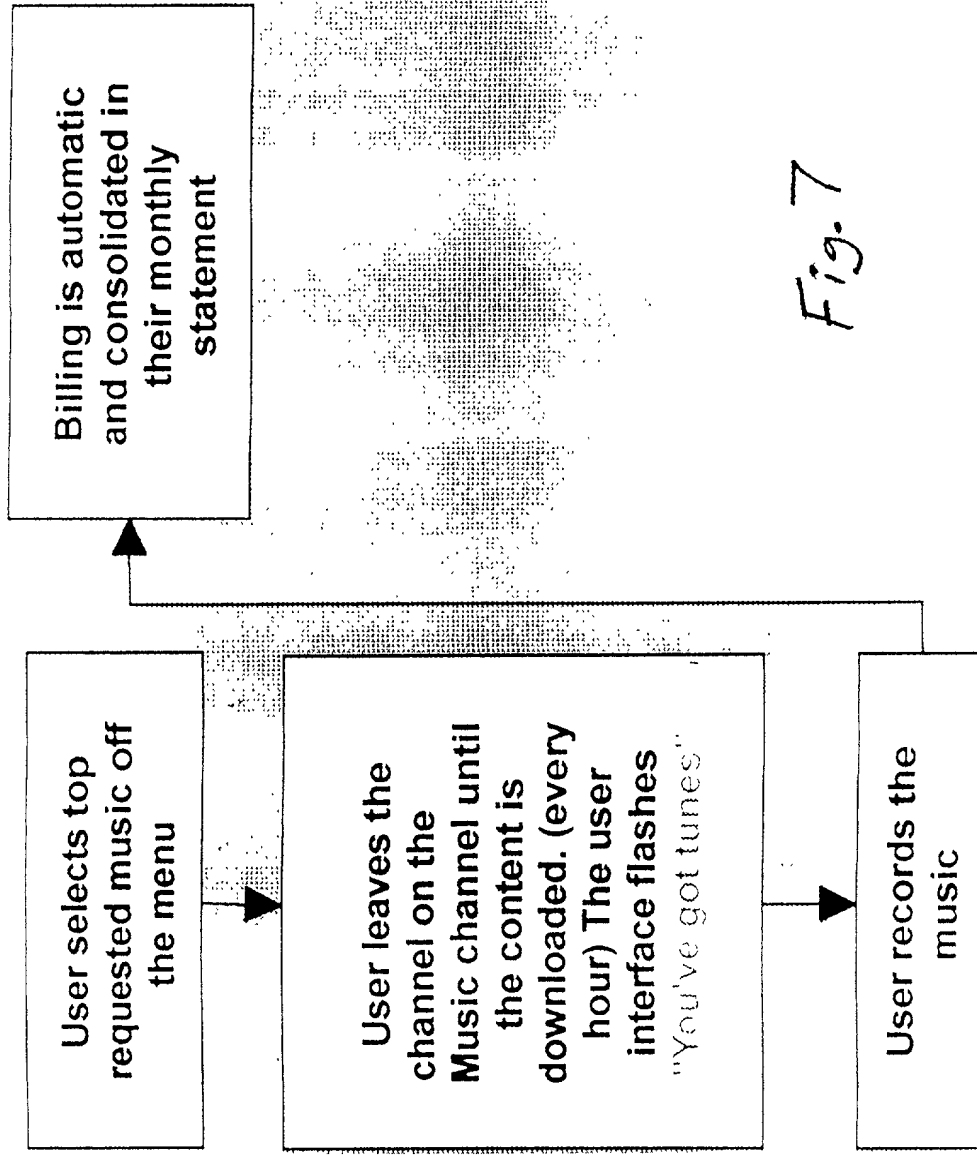 User selects top
requested music off
the menu
User leaves the
channel on the
Music channel until
the content is
downloaded. (every
hour) The user
interface flashes
"You've got tunes"
User records the
music
Billing is automatic
and consolidated in
their monthly
statement
Fig. 7